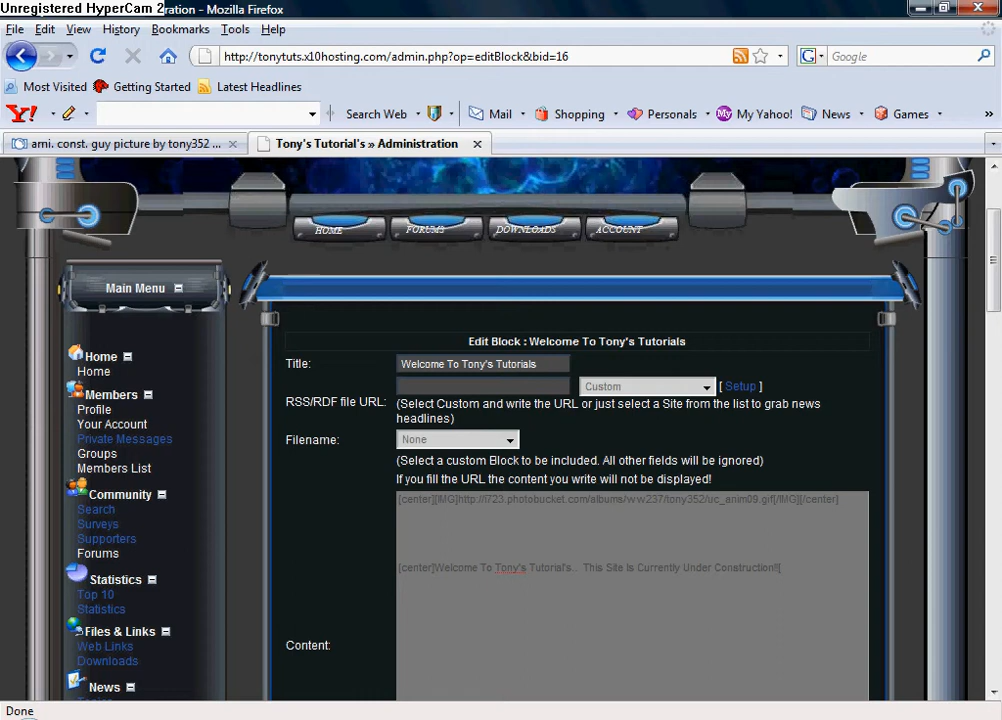 Unregistered HyperCam 2
ration - Mozilla Firefox
File Edit View History Bookmarks Tools Help
http://tonytuts.x10hosting.com/admin.php?op=editBlock&bid=16
Google
Most Visited Getting Started Latest Headlines
Y! Search Web Mail Shopping Personals My Yahoo! News Games »
ami. const. guy picture by tony352 ...
Tony's Tutorial's » Administration
HOME FORUMS DOWNLOADS ACCOUNT
Main Menu
Home
Home
Members
Profile
Your Account
Private Messages
Groups
Members List
Community
Search
Surveys
Supporters
Forums
Statistics
Top 10
Statistics
Files & Links
Web Links
Downloads
News
Edit Block : Welcome To Tony's Tutorials
Title: Welcome To Tony's Tutorials
Custom [ Setup ]
RSS/RDF file URL: (Select Custom and write the URL or just select a Site from the list to grab news
headlines)
Filename: None
(Select a custom Block to be included. All other fields will be ignored)
If you fill the URL the content you write will not be displayed!
[center][IMG]http://i723.photobucket.com/albums/ww237/tony352/uc_anim09.gif[/IMG][/center]
[center]Welcome To Tony's Tutorial's... This Site Is Currently Under Construction!![
Content:
Done